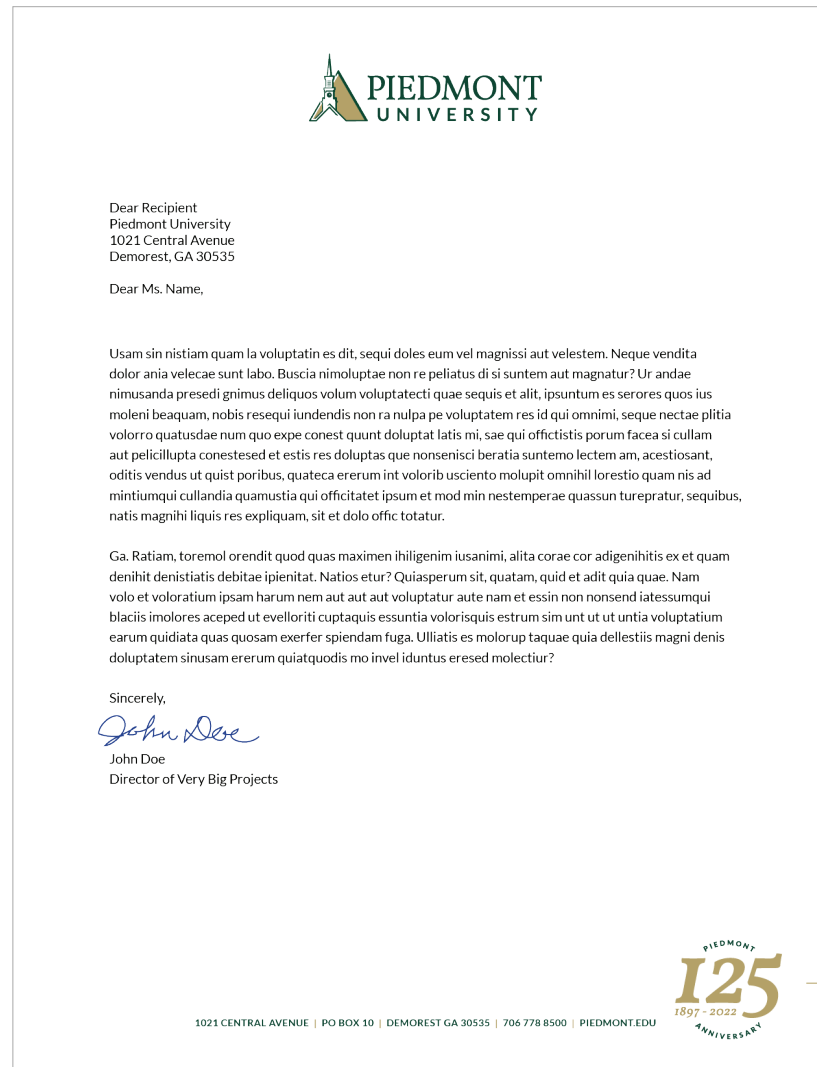 PIEDMONT
UNIVERSITY
Dear Recipient
Piedmont University
1021 Central Avenue
Demorest, GA 30535
Dear Ms. Name,
Usam sin nistiam quam la voluptatin es dit, sequi doles eum vel magnissi aut velestem. Neque vendita
dolor ania velecae sunt labo. Buscia nimoluptae non re peliatus di si suntem aut magnatur? Ur andae
nimusanda presedi gnimus deliquos volum voluptatecti quae sequis et alit, ipsuntum es serores quos ius
moleni beaquam, nobis resequi iundendis non ra nulpa pe voluptatem res id qui omnimi, seque nectae plitia
volorro quatusdae num quo expe conest quunt doluptat latis mi, sae qui offictistis porum facea si cullam
aut pelicillupta conestesed et estis res doluptas que nonsenisci beratia suntemo lectem am, acestiosant,
oditis vendus ut quist poribus, quateca ererum int volorib usciento molupit omnihil lorestio quam nis ad
mintiumqui cullandia quamustia qui officitatet ipsum et mod min nestemperae quassun turepratur, sequibus,
natis magnihi liquis res expliquam, sit et dolo offic totatur.
Ga. Ratiam, toremol orendit quod quas maximen ihiligenim iusanimi, alita corae cor adigenihitis ex et quam
denihit denistiatis debitae ipienitat. Natios etur? Quiasperum sit, quatam, quid et adit quia quae. Nam
volo et voloratium ipsam harum nem aut aut aut voluptatur aute nam et essin non nonsend iatessumqui
blaciis imolores aceped ut evelloriti cuptaquis essuntia volorisquis estrum sim unt ut ut untia voluptatium
earum quidiata quas quosam exerfer spiendam fuga. Ulliatis es molorup taquae quia dellestiis magni denis
doluptatem sinusam ererum quiatquodis mo invel iduntus eresed molectiur?
Sincerely,
John Doe
John Doe
Director of Very Big Projects
PIEDMONT
125
1897 - 2022
ANNIVERSARY
1021 CENTRAL AVENUE | PO BOX 10 | DEMOREST GA 30535 | 706 778 8500 | PIEDMONT.EDU